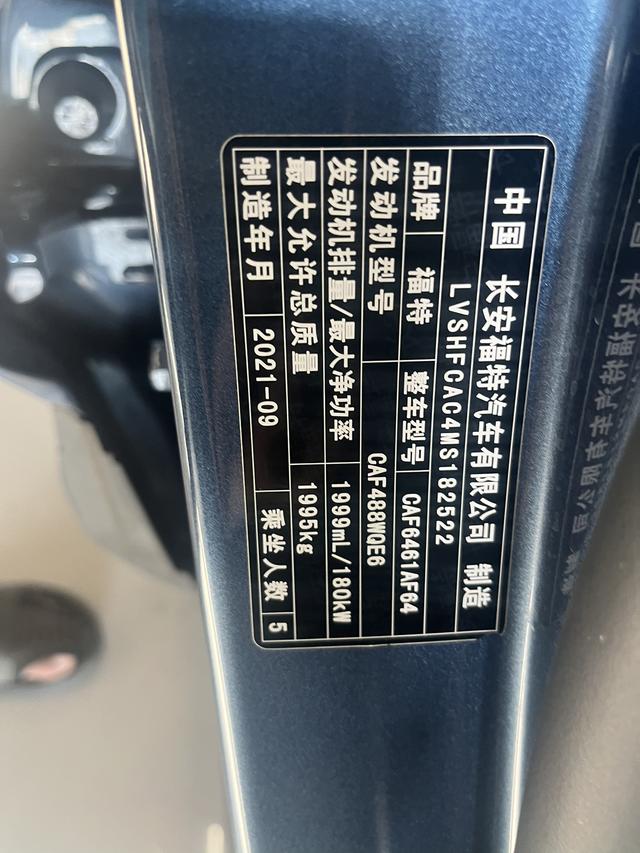 中国 长安福特汽车有限公司 制造
LVSHFCAC4MS182522
品牌 福特 整车型号 CAF6461AF64
发动机型号 CAF488WQE6
发动机排量/最大净功率 1999mL/180kW
最大允许总质量 1995kg
制造年月 2021-09 乘坐人数 5